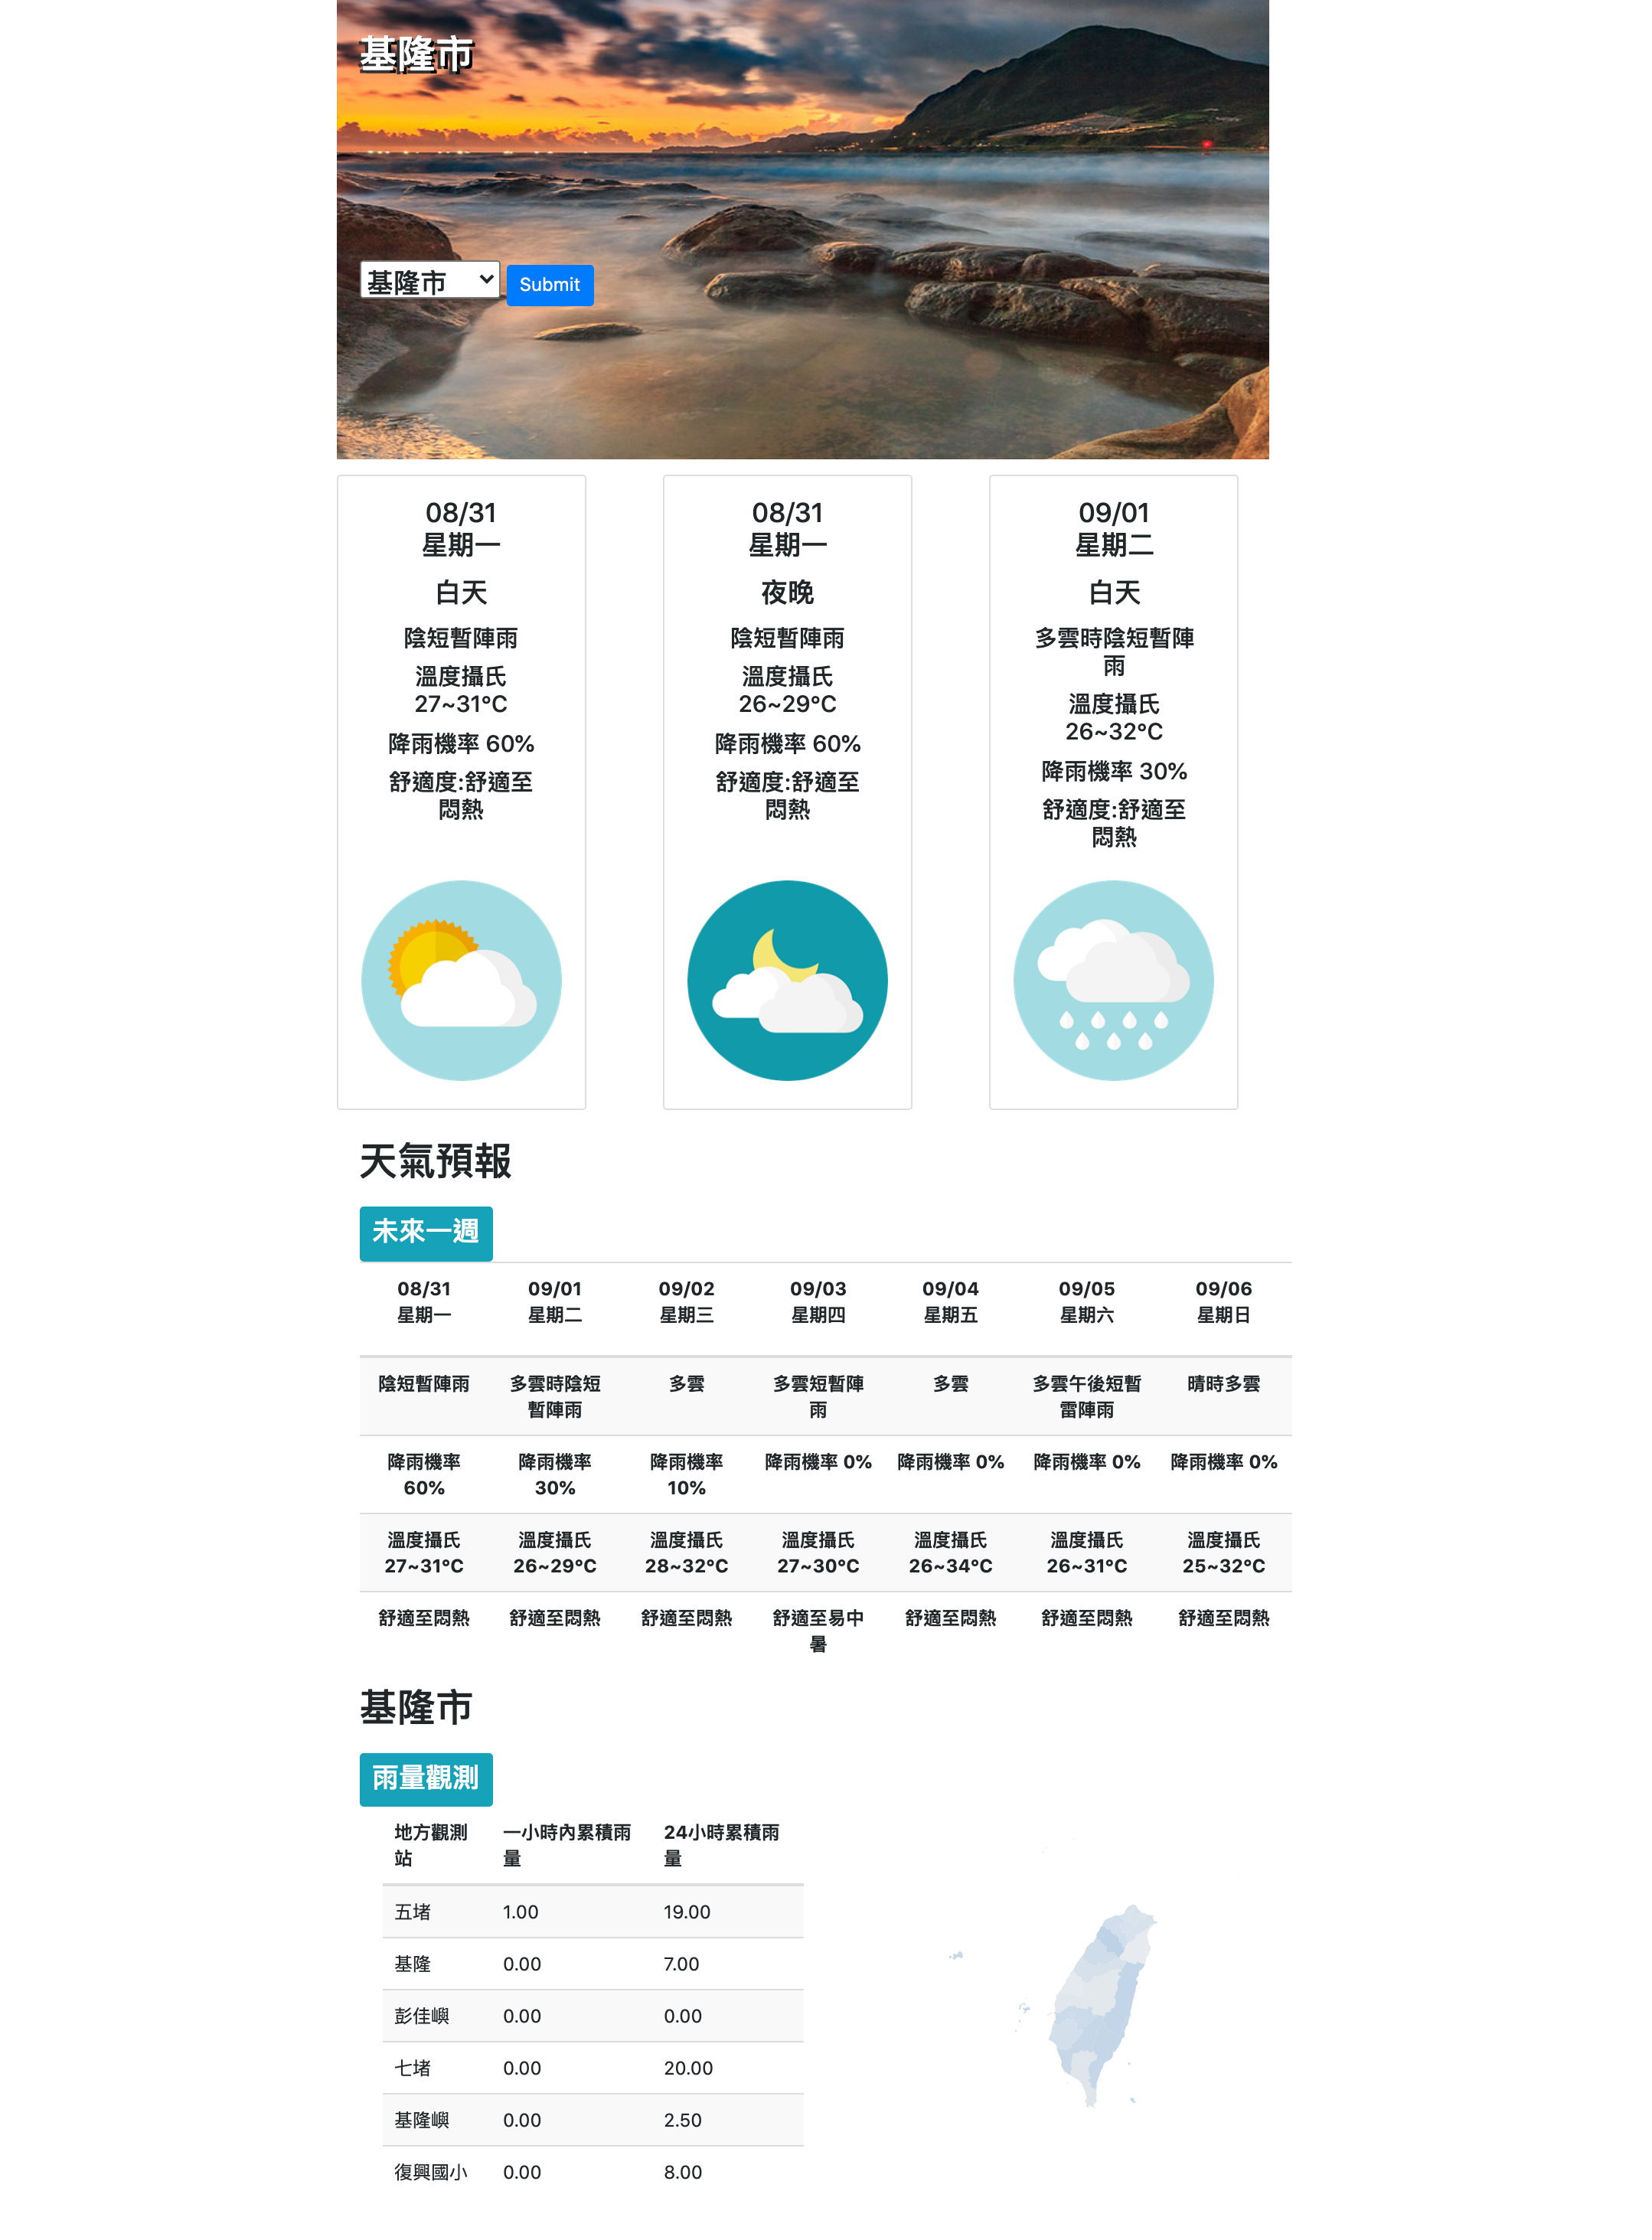 基隆市
基隆市
Submit
08/31
星期一
白天
陰短暫陣雨
溫度攝氏
27~31°C
降雨機率 60%
舒適度:舒適至
悶熱
08/31
星期一
夜晚
陰短暫陣雨
溫度攝氏
26~29°C
降雨機率 60%
舒適度:舒適至
悶熱
09/01
星期二
白天
多雲時陰短暫陣
雨
溫度攝氏
26~32°C
降雨機率 30%
舒適度:舒適至
悶熱
天氣預報
未來一週
08/31 09/01 09/02 09/03 09/04 09/05 09/06
星期一 星期二 星期三 星期四 星期五 星期六 星期日
陰短暫陣雨 多雲時陰短 多雲 多雲短暫陣 多雲 多雲午後短暫 晴時多雲
暫陣雨 雨 雷陣雨
降雨機率 降雨機率 降雨機率 降雨機率 0% 降雨機率 0% 降雨機率 0% 降雨機率 0%
60% 30% 10%
溫度攝氏 溫度攝氏 溫度攝氏 溫度攝氏 溫度攝氏 溫度攝氏 溫度攝氏
27~31°C 26~29°C 28~32°C 27~30°C 26~34°C 26~31°C 25~32°C
舒適至悶熱 舒適至悶熱 舒適至悶熱 舒適至易中 舒適至悶熱 舒適至悶熱 舒適至悶熱
暑
基隆市
雨量觀測
地方觀測 一小時內累積雨 24小時累積雨
站 量 量
五堵 1.00 19.00
基隆 0.00 7.00
彭佳嶼 0.00 0.00
七堵 0.00 20.00
基隆嶼 0.00 2.50
復興國小 0.00 8.00